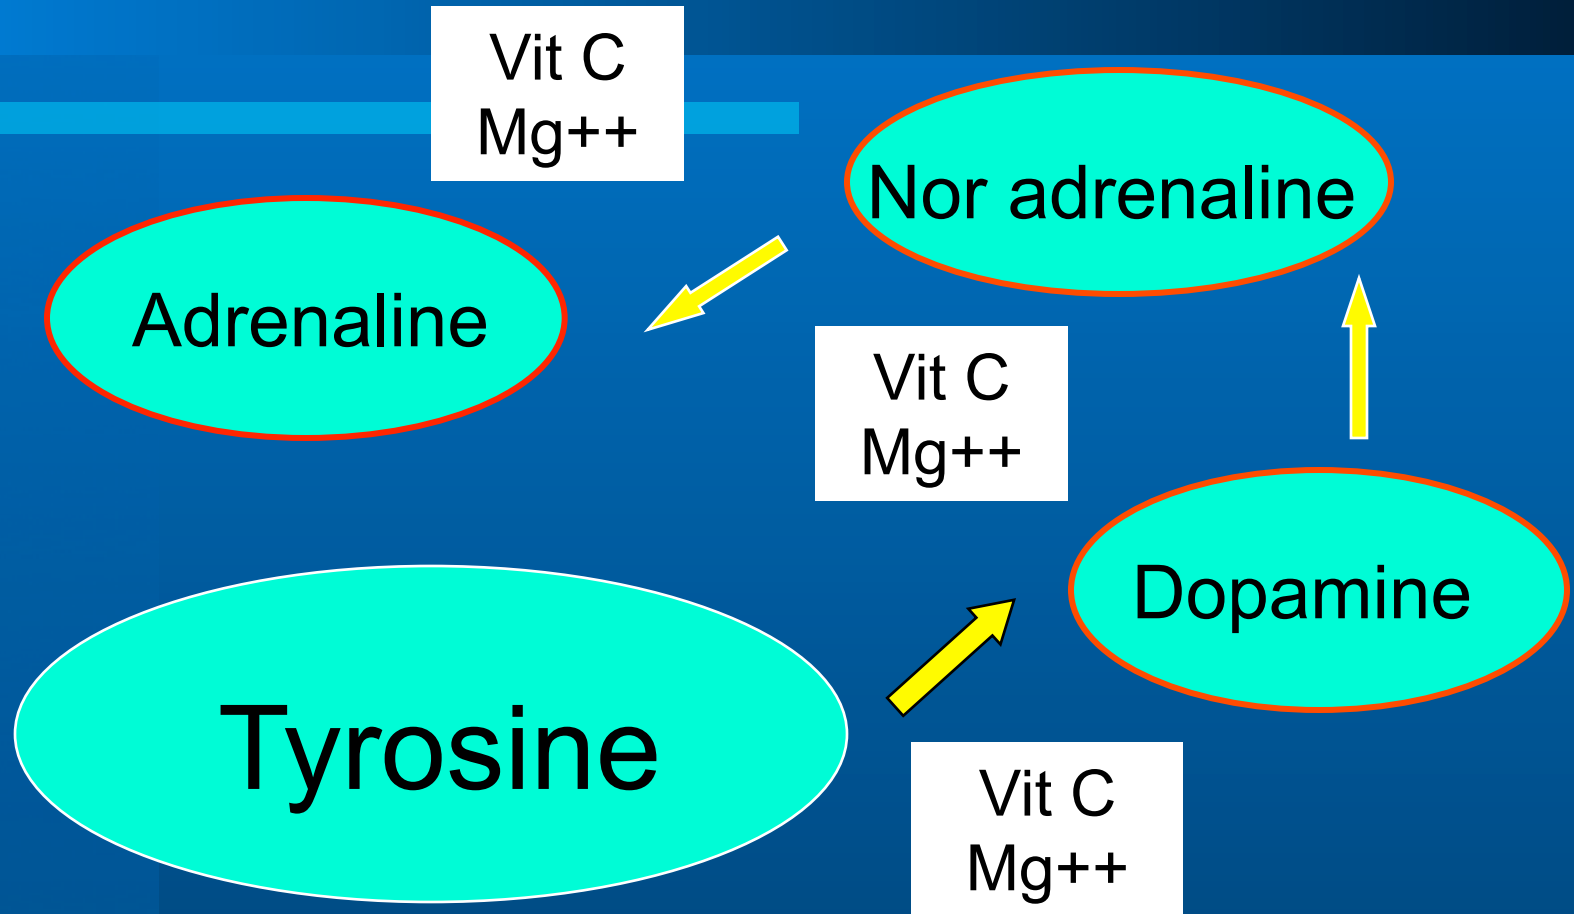 Vit C
Mg++
Nor adrenaline
Adrenaline
Vit C
Mg++
Dopamine
Tyrosine
Vit C
Mg++